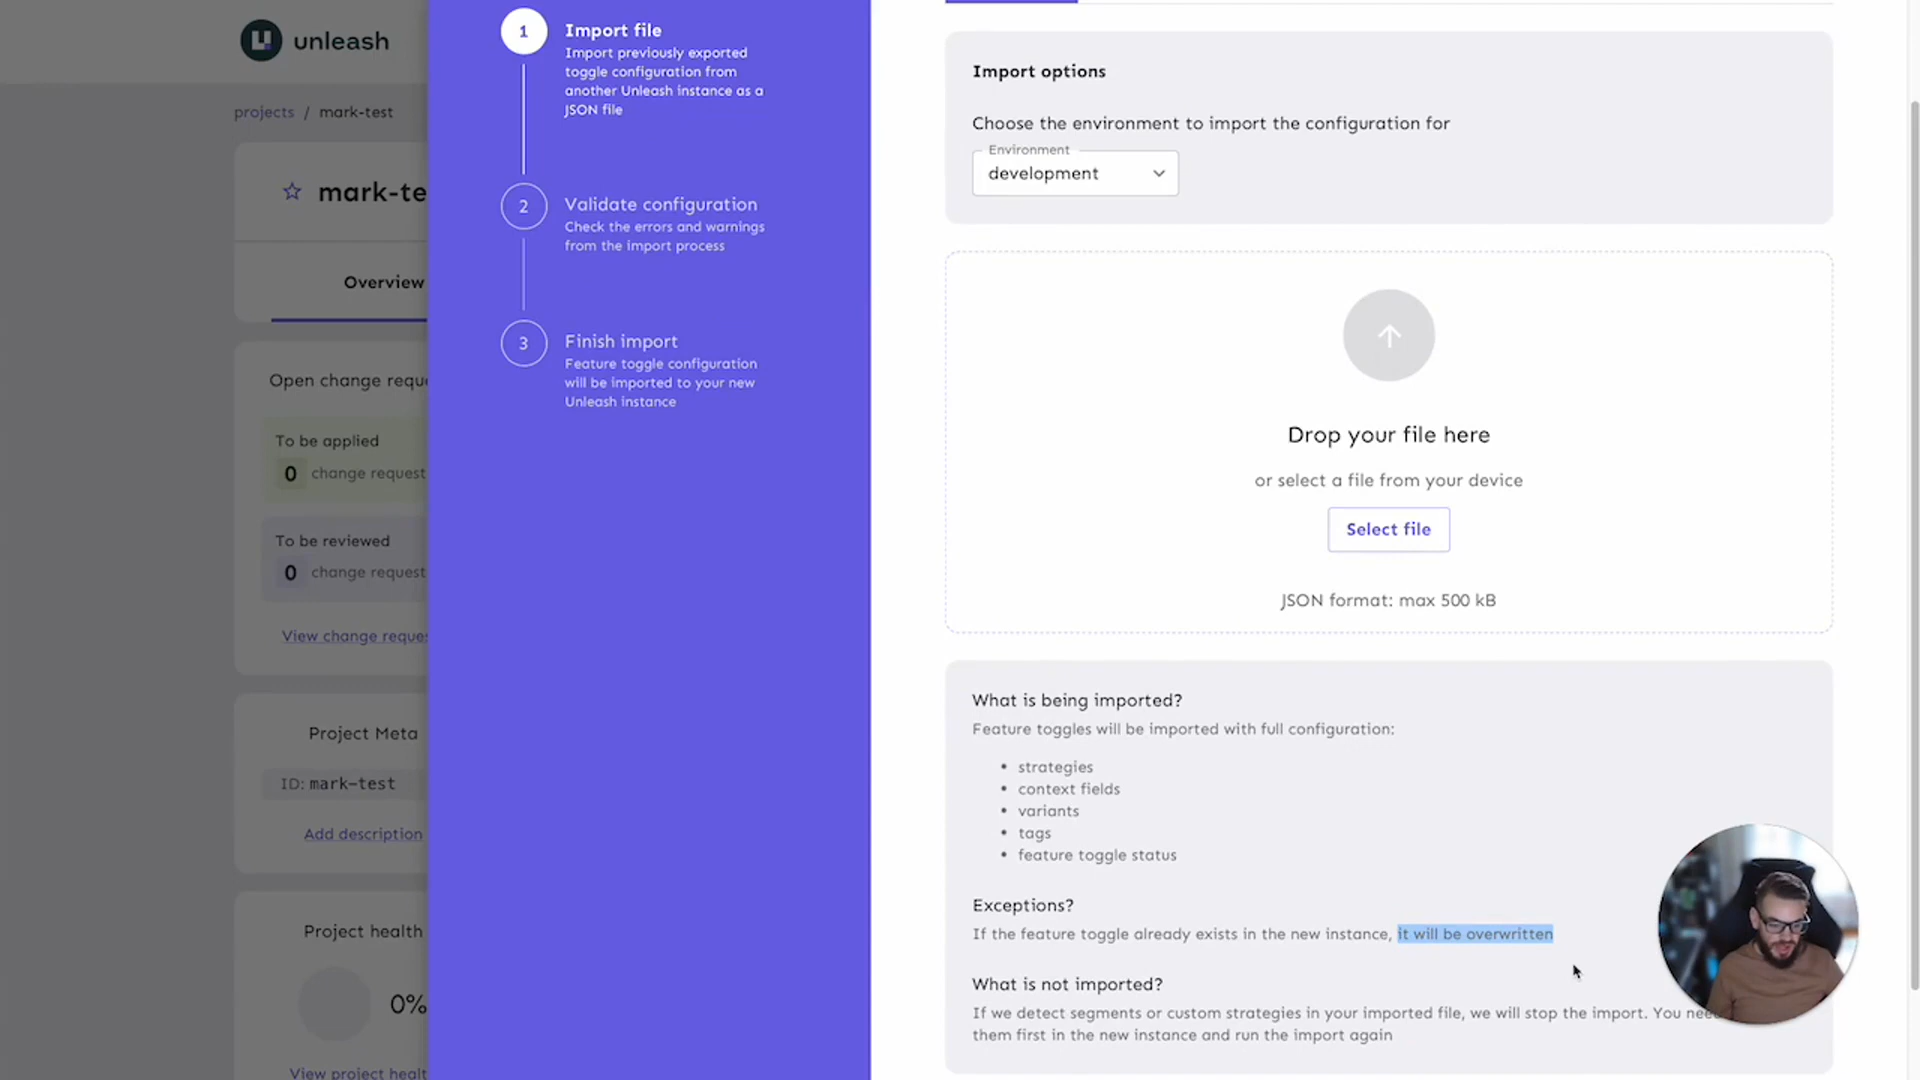 unleash
projects / mark-test
mark-te
Overview
Open change requ
To be applied
0 change request
To be reviewed
0 change request
View change reque
Project Meta
ID: mark-test
Add description
Project health
0%
View project healt
1
Import file
Import previously exported
toggle configuration from
another Unleash instance as a
JSON file
2
Validate configuration
Check the errors and warnings
from the import process
3
Finish import
Feature toggle configuration
will be imported to your new
Unleash instance
Import options
Choose the environment to import the configuration for
Environment
development
Drop your file here
or select a file from your device
Select file
JSON format: max 500 kB
What is being imported?
Feature toggles will be imported with full configuration:
• strategies
• context fields
• variants
• tags
• feature toggle status
Exceptions?
If the feature toggle already exists in the new instance, it will be overwritten
What is not imported?
If we detect segments or custom strategies in your imported file, we will stop the import. You
them first in the new instance and run the import again